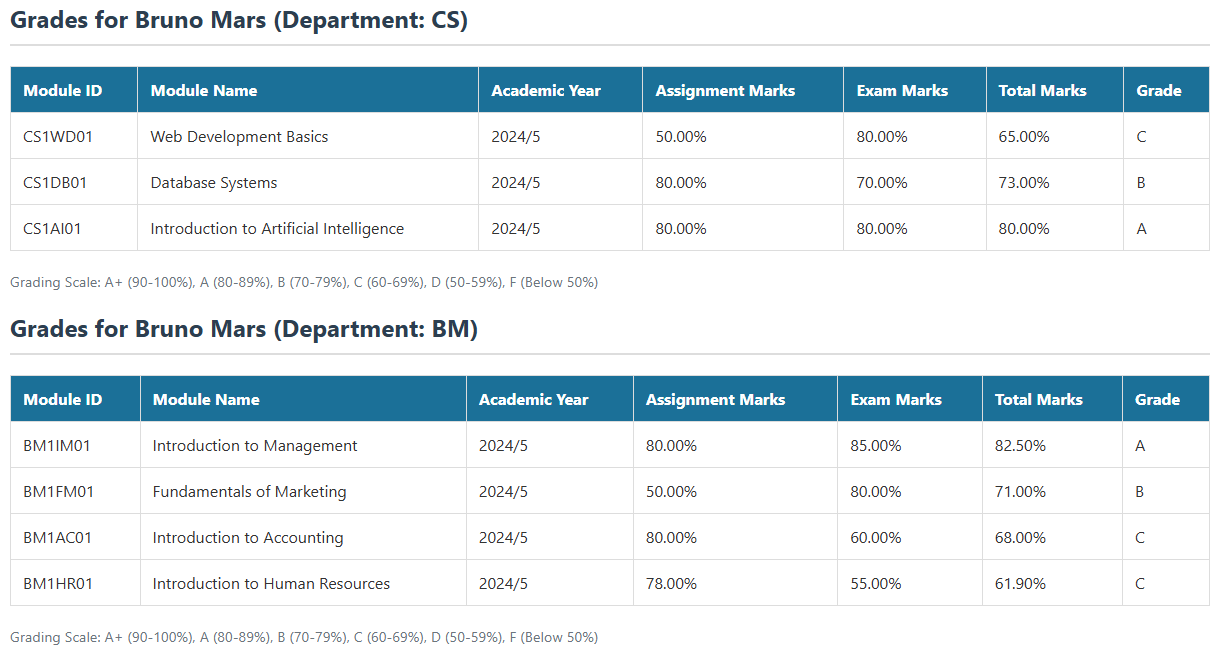 Grades for Bruno Mars (Department: CS)
Module ID Module Name Academic Year Assignment Marks Exam Marks Total Marks Grade
CS1WD01 Web Development Basics 2024/5 50.00% 80.00% 65.00% C
CS1DB01 Database Systems 2024/5 80.00% 70.00% 73.00% B
CS1AI01 Introduction to Artificial Intelligence 2024/5 80.00% 80.00% 80.00% A
Grading Scale: A+ (90-100%), A (80-89%), B (70-79%), C (60-69%), D (50-59%), F (Below 50%)
Grades for Bruno Mars (Department: BM)
Module ID Module Name Academic Year Assignment Marks Exam Marks Total Marks Grade
BM1IM01 Introduction to Management 2024/5 80.00% 85.00% 82.50% A
BM1FM01 Fundamentals of Marketing 2024/5 50.00% 80.00% 71.00% B
BM1AC01 Introduction to Accounting 2024/5 80.00% 60.00% 68.00% C
BM1HR01 Introduction to Human Resources 2024/5 78.00% 55.00% 61.90% C
Grading Scale: A+ (90-100%), A (80-89%), B (70-79%), C (60-69%), D (50-59%), F (Below 50%)